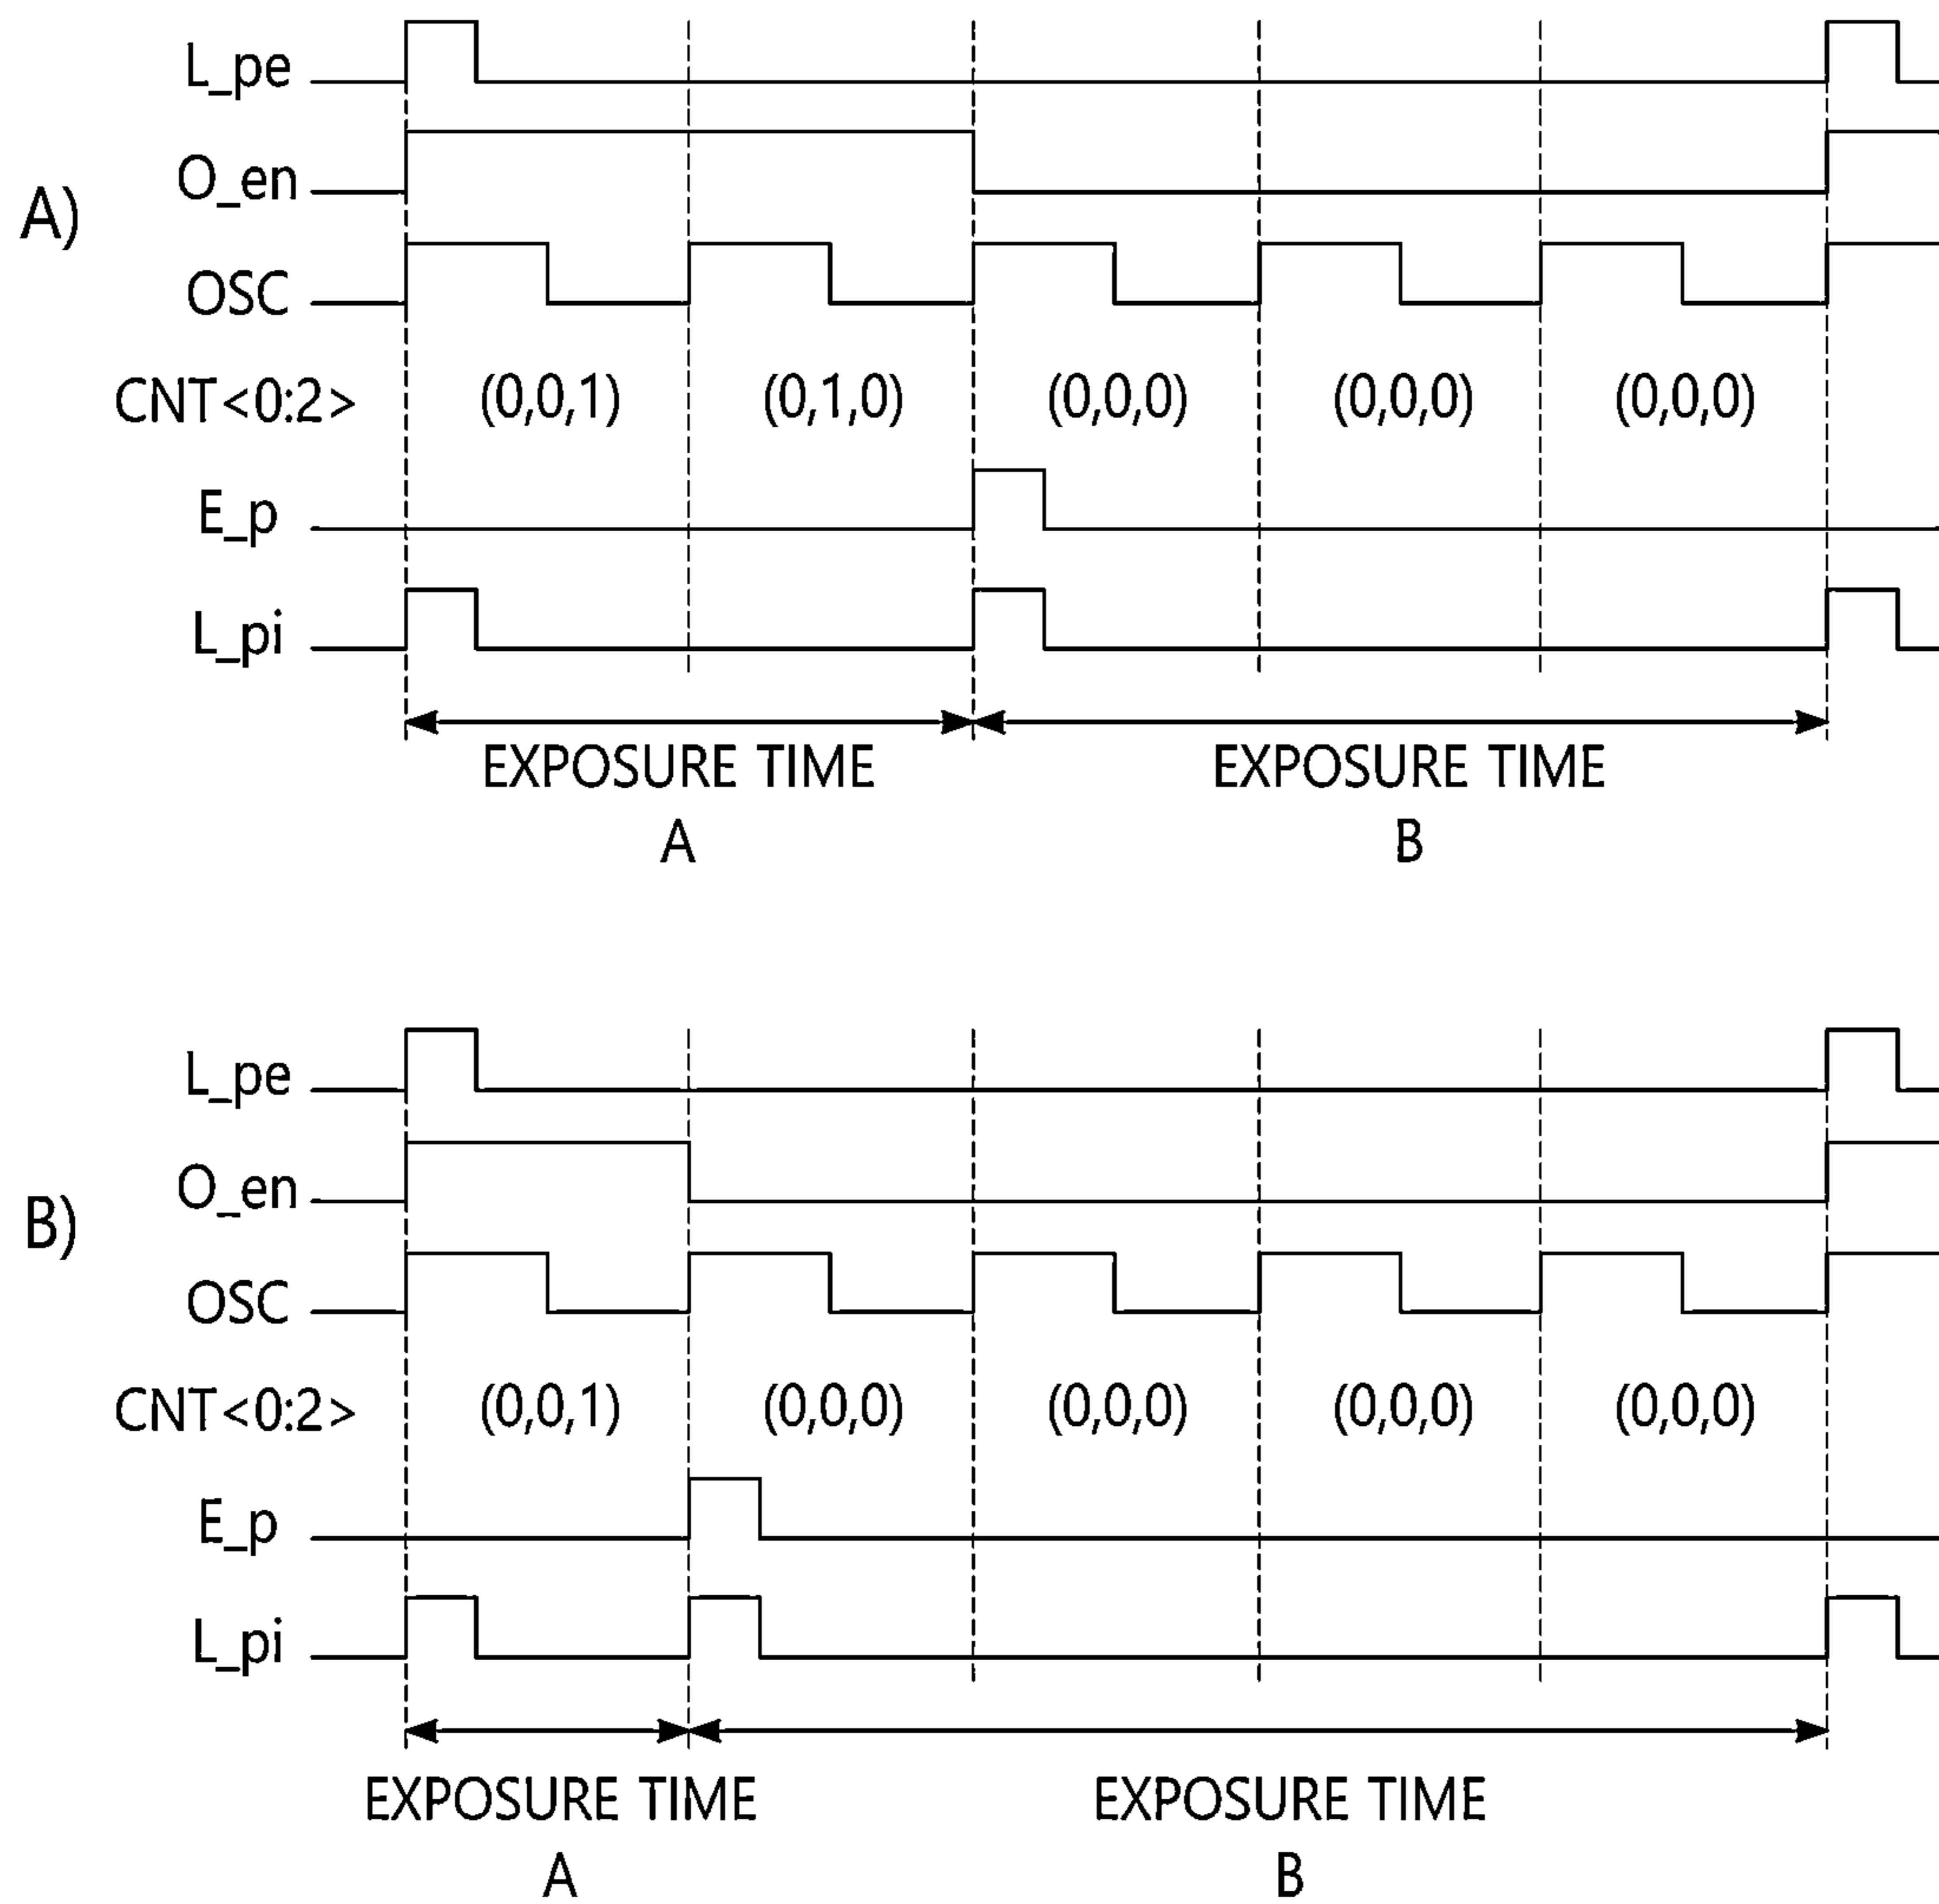 L_pe
O_en
A)
OSC
CNT<0:2> (0,0,1) (0,1,0) (0,0,0) (0,0,0) (0,0,0)
E_p
L_pi
EXPOSURE TIME EXPOSURE TIME
A B
L_pe
O_en
B)
OSC
CNT<0:2> (0,0,1) (0,0,0) (0,0,0) (0,0,0) (0,0,0)
E_p
L_pi
EXPOSURE TIME EXPOSURE TIME
A B